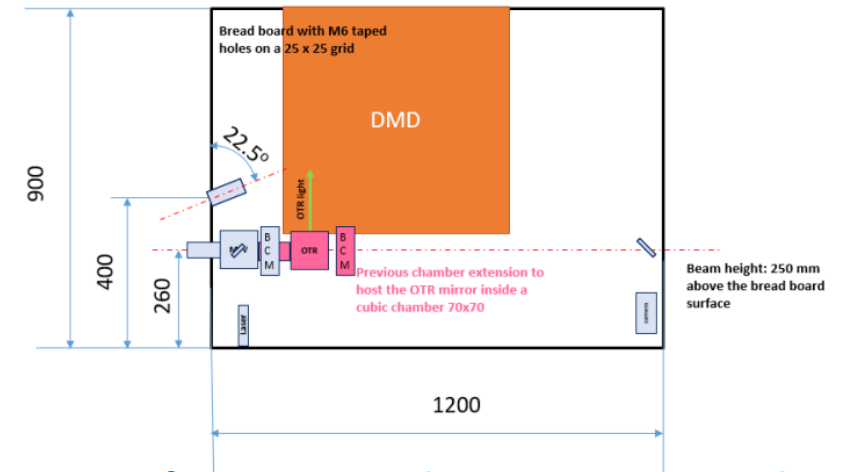 Bread board with M6 taped
holes on a 25 x 25 grid
DMD
22.5º
900
OTR light
400
260
B
C
M
OTR
B
C
M
Previous chamber extension to
host the OTR mirror inside a
cubic chamber 70x70
Beam height: 250 mm
above the bread board
surface
Laser
camera
1200